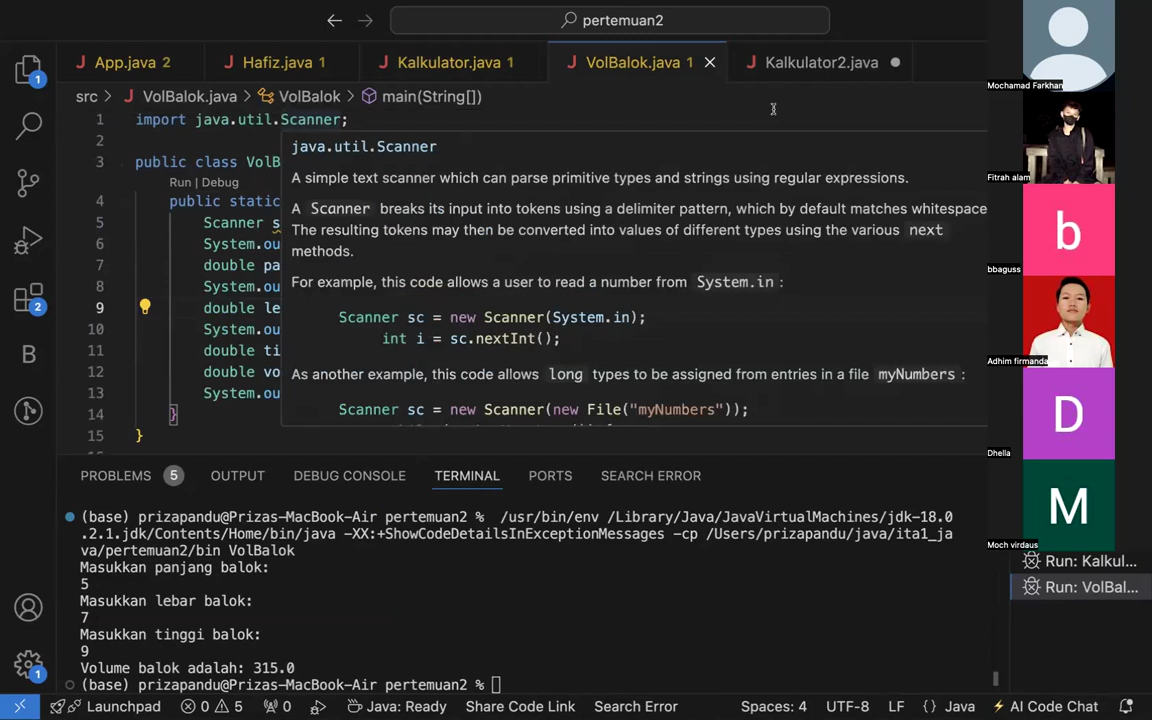 pertemuan2
App.java 2
Hafiz.java 1
Kalkulator.java 1
VolBalok.java 1
Kalkulator2.java
src > VolBalok.java > VolBalok > main(String[])
1 import java.util.Scanner;
2
3 public class VolB
Run | Debug
4 public static
5 Scanner s
6 System.ou
7 double pa
8 System.ou
9 double le
10 System.ou
11 double ti
12 double vo
13 System.ou
14 }
15 }
java.util.Scanner
A simple text scanner which can parse primitive types and strings using regular expressions.
A Scanner breaks its input into tokens using a delimiter pattern, which by default matches whitespace
The resulting tokens may then be converted into values of different types using the various next
methods.
For example, this code allows a user to read a number from System.in :
Scanner sc = new Scanner(System.in);
int i = sc.nextInt();
As another example, this code allows long types to be assigned from entries in a file myNumbers :
Scanner sc = new Scanner(new File("myNumbers"));
1
2
B
1
PROBLEMS 5
OUTPUT
DEBUG CONSOLE
TERMINAL
PORTS
SEARCH ERROR
(base) prizapandu@Prizas-MacBook-Air pertemuan2 % /usr/bin/env /Library/Java/JavaVirtualMachines/jdk-18.0
.2.1.jdk/Contents/Home/bin/java -XX:+ShowCodeDetailsInExceptionMessages -cp /Users/prizapandu/java/ita1_ja
va/pertemuan2/bin VolBalok
Masukkan panjang balok:
5
Masukkan lebar balok:
7
Masukkan tinggi balok:
9
Volume balok adalah: 315.0
(base) prizapandu@Prizas-MacBook-Air pertemuan2 %
Run: Kalkul...
Run: VolBal...
Launchpad
0
5
0
Java: Ready
Share Code Link
Search Error
Spaces: 4
UTF-8
LF
{ } Java
AI Code Chat
Mochamad Farkhan
Fitrah alam
b
bbaguss
Adhim firmanda
D
Dhella
M
Moch virdaus